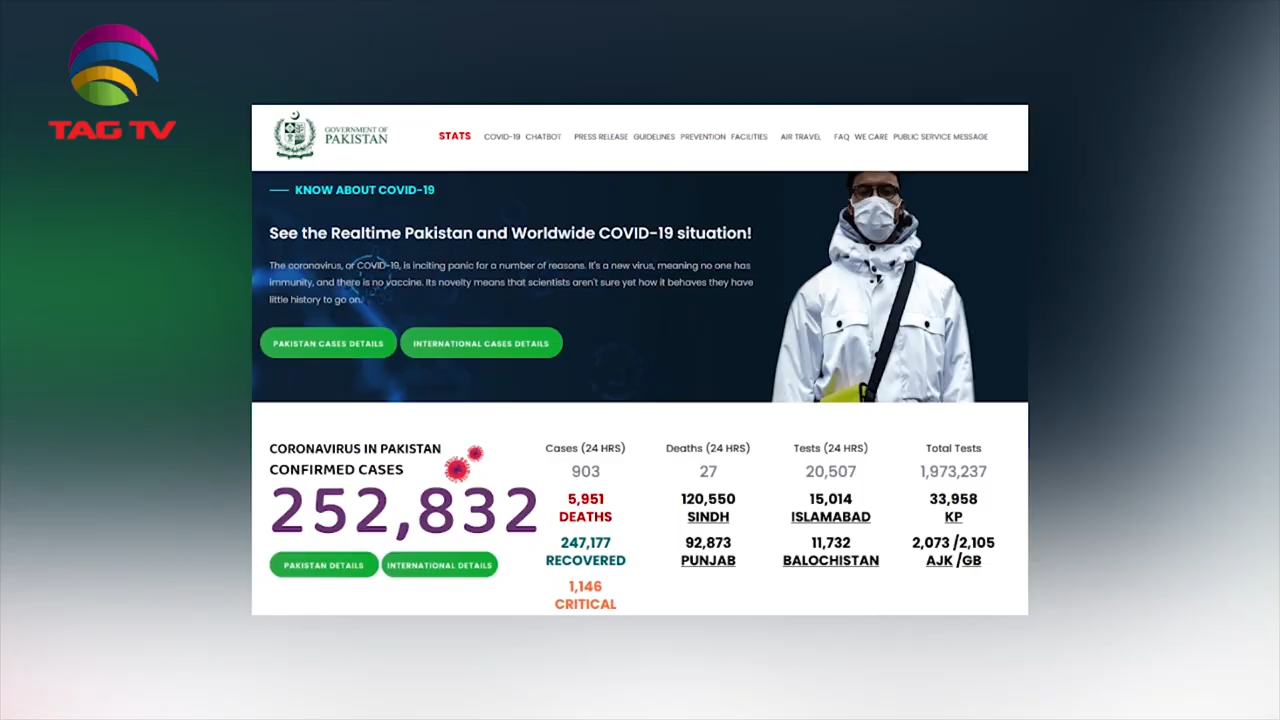 TAG TV
GOVERNMENT OF
PAKISTAN
STATS COVID-19 CHATBOT PRESS RELEASE GUIDELINES PREVENTION FACILITIES AIR TRAVEL FAQ WE CARE PUBLIC SERVICE MESSAGE
KNOW ABOUT COVID-19
See the Realtime Pakistan and Worldwide COVID-19 situation!
The coronavirus, or COVID-19, is inciting panic for a number of reasons. It's a new virus, meaning no one has
immunity, and there is no vaccine. Its novelty means that scientists aren't sure yet how it behaves they have
little history to go on.
PAKISTAN CASES DETAILS INTERNATIONAL CASES DETAILS
CORONAVIRUS IN PAKISTAN
CONFIRMED CASES
252,832
PAKISTAN DETAILS INTERNATIONAL DETAILS
Cases (24 HRS) Deaths (24 HRS) Tests (24 HRS) Total Tests
903 27 20,507 1,973,237
5,951 120,550 15,014 33,958
DEATHS SINDH ISLAMABAD KP
247,177 92,873 11,732 2,073 /2,105
RECOVERED PUNJAB BALOCHISTAN AJK /GB
1,146
CRITICAL